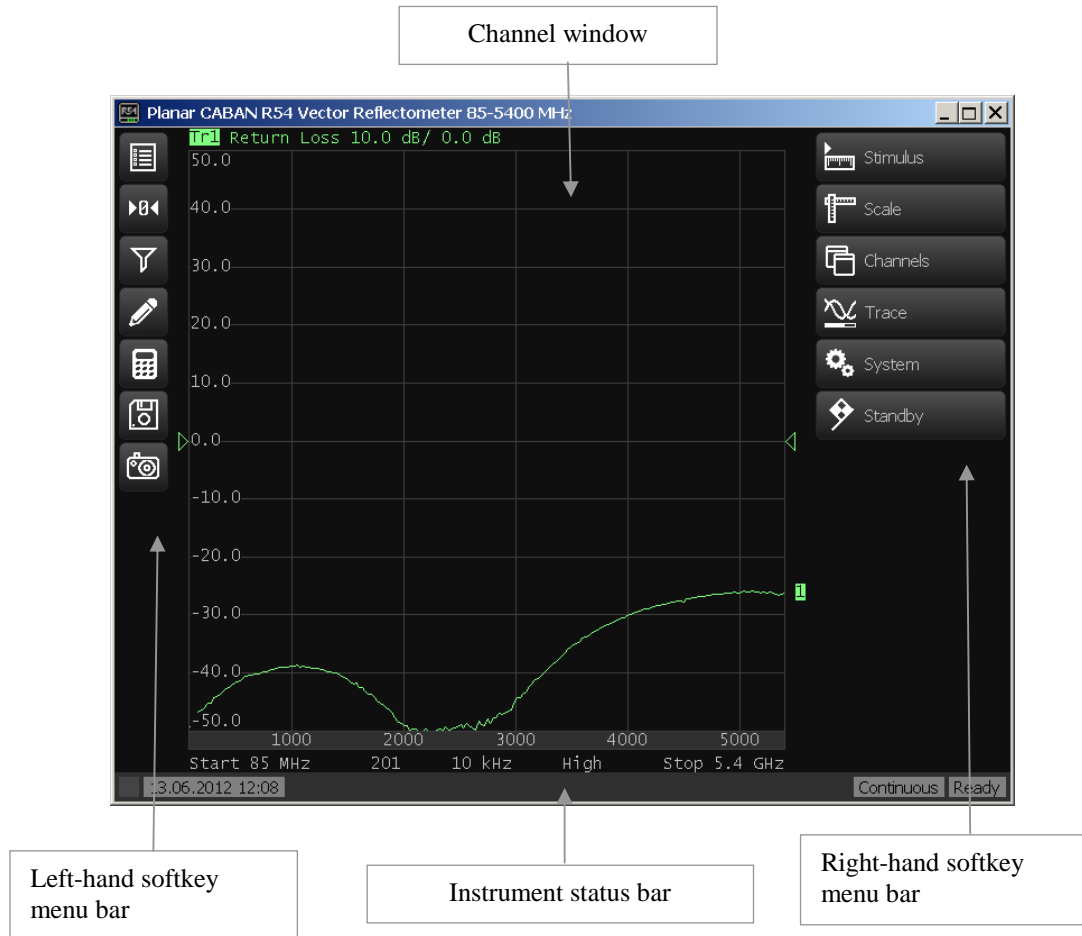 Channel window
R54 Planar CABAN R54 Vector Reflectometer 85-5400 MHz
Tr1 Return Loss 10.0 dB/ 0.0 dB
50.0
40.0
30.0
20.0
10.0
0.0
-10.0
-20.0
-30.0
-40.0
-50.0
1
1000 2000 3000 4000 5000
Start 85 MHz 201 10 kHz High Stop 5.4 GHz
▶0◀
Stimulus
Scale
Channels
Trace
System
Standby
13.06.2012 12:08 Continuous Ready
Left-hand softkey
menu bar
Instrument status bar
Right-hand softkey
menu bar